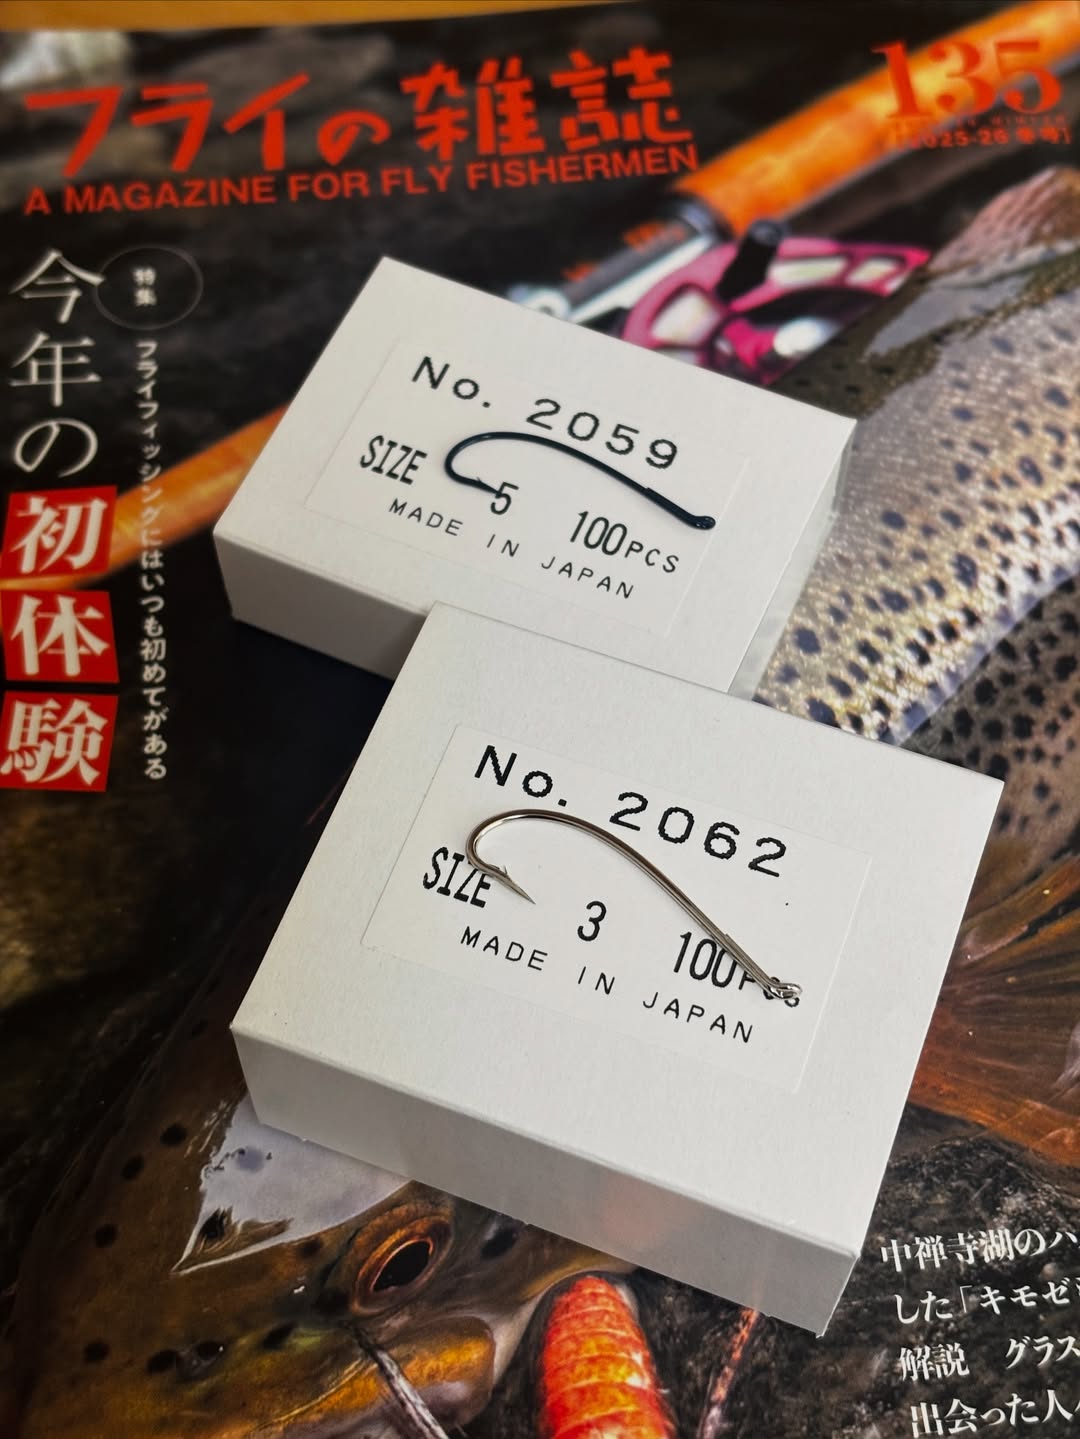 フライの雑誌
A MAGAZINE FOR FLY FISHERMEN
135
2025-26 冬号
特集
今年の初体験
フライフィッシングにはいつも初めてがある
No. 2059
SIZE 5 100PCS
MADE IN JAPAN
No. 2062
SIZE 3 100PCS
MADE IN JAPAN
中禅寺湖のハ
した「キモゼ
解説 グラス
出会った人